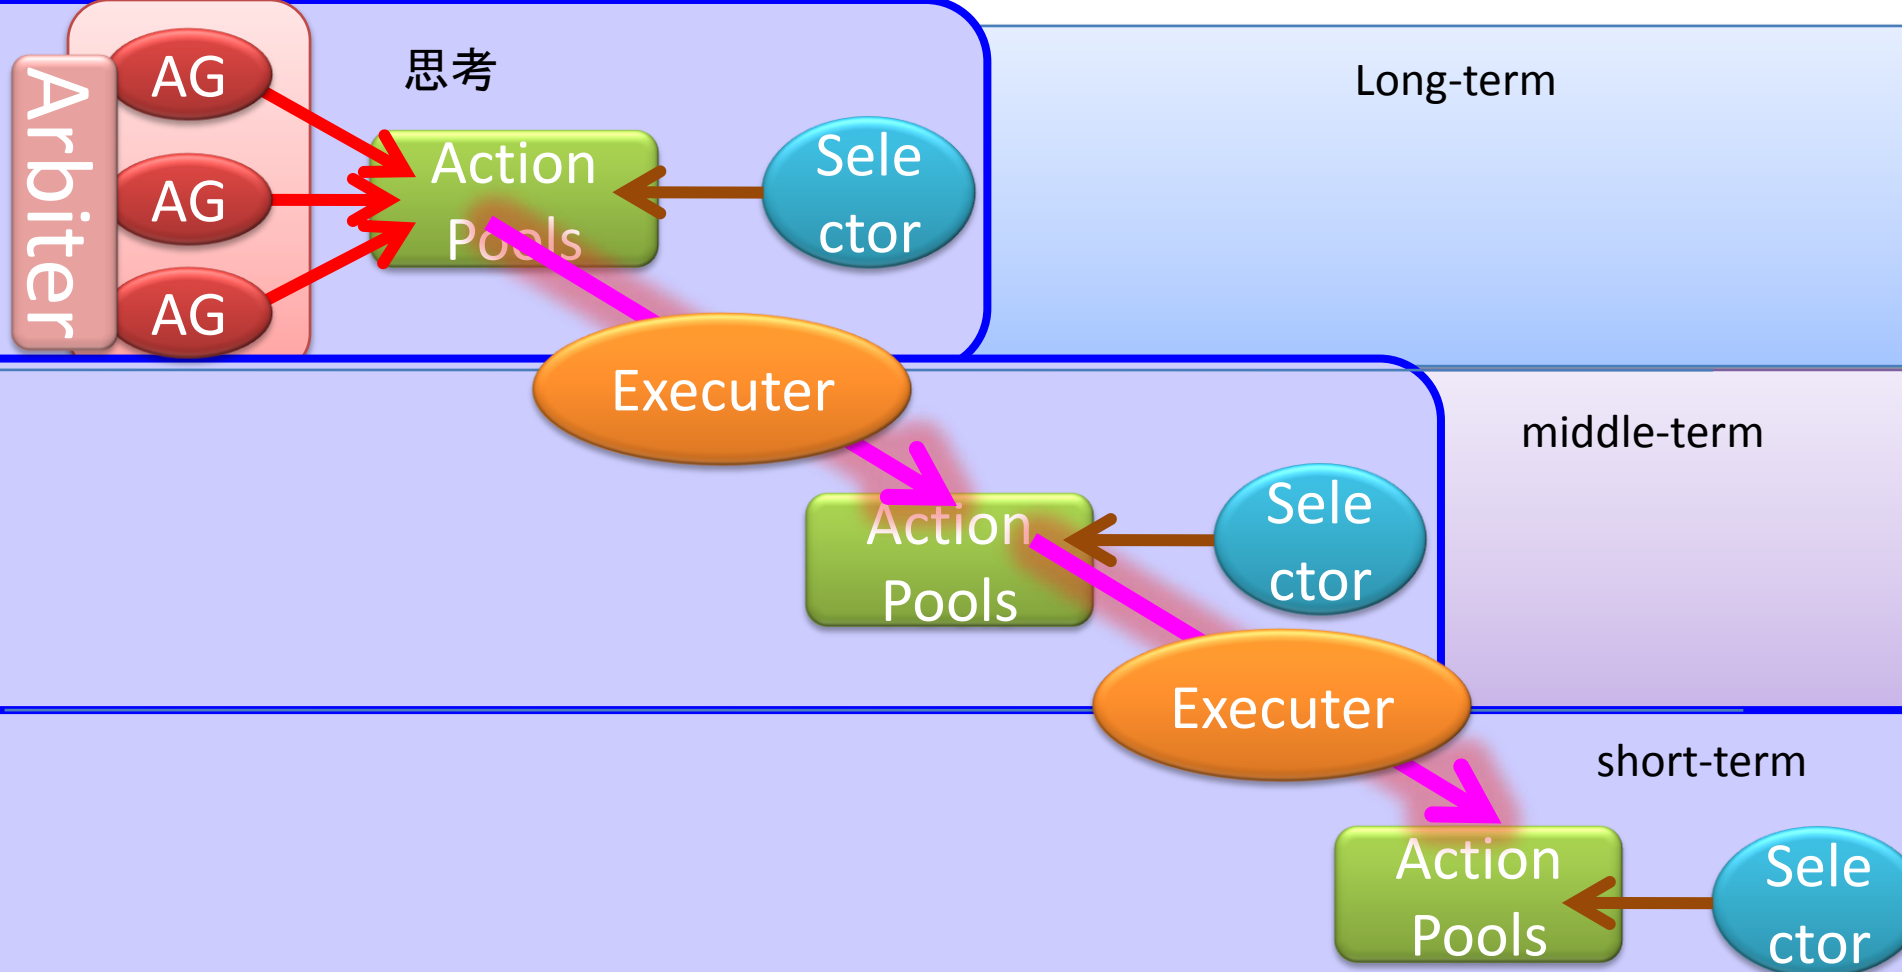 Arbiter
AG
AG
AG
思考
Action
Pools
Sele
ctor
Long-term
Executer
middle-term
Action
Pools
Sele
ctor
Executer
short-term
Action
Pools
Sele
ctor